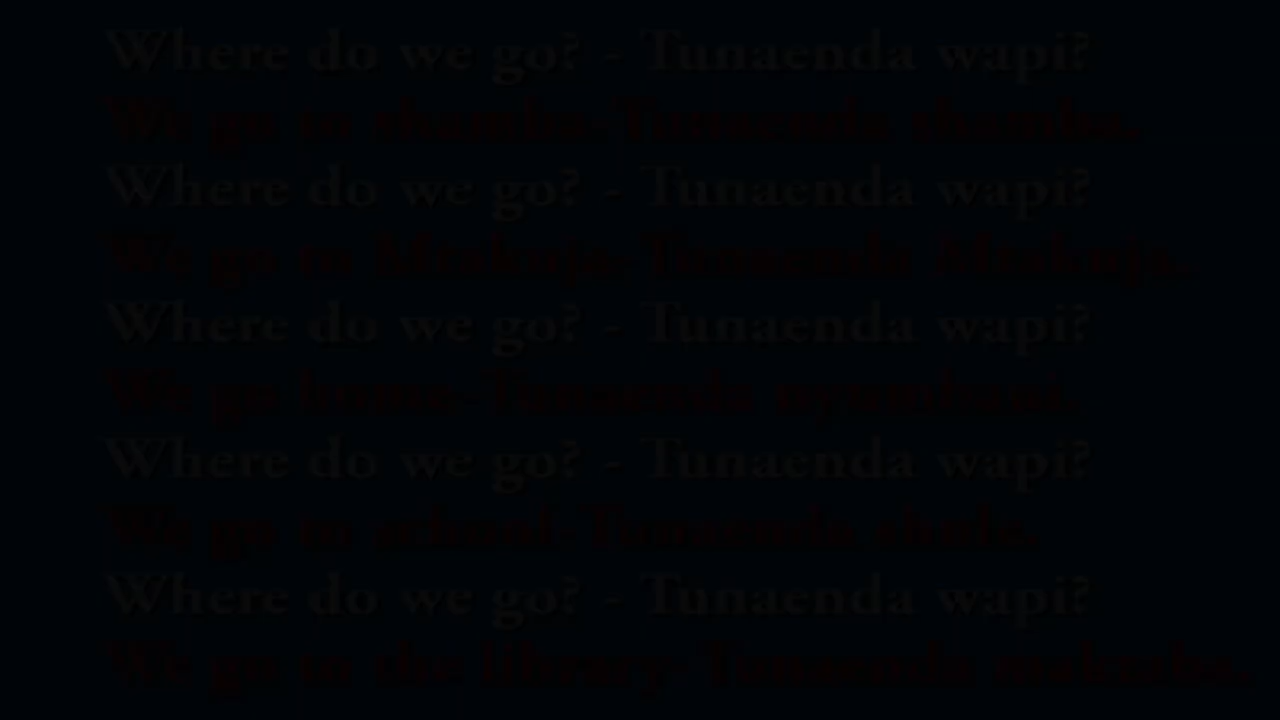 Where do we go? - Tunaenda wapi?
We go to shamba-Tunaenda shamba.
Where do we go? - Tunaenda wapi?
We go to Mtakuja-Tunaenda Mtakuja.
Where do we go? - Tunaenda wapi?
We go home-Tunaenda nyumbani.
Where do we go? - Tunaenda wapi?
We go to school-Tunaenda shule.
Where do we go? - Tunaenda wapi?
We go to the library-Tunaenda maktaba.